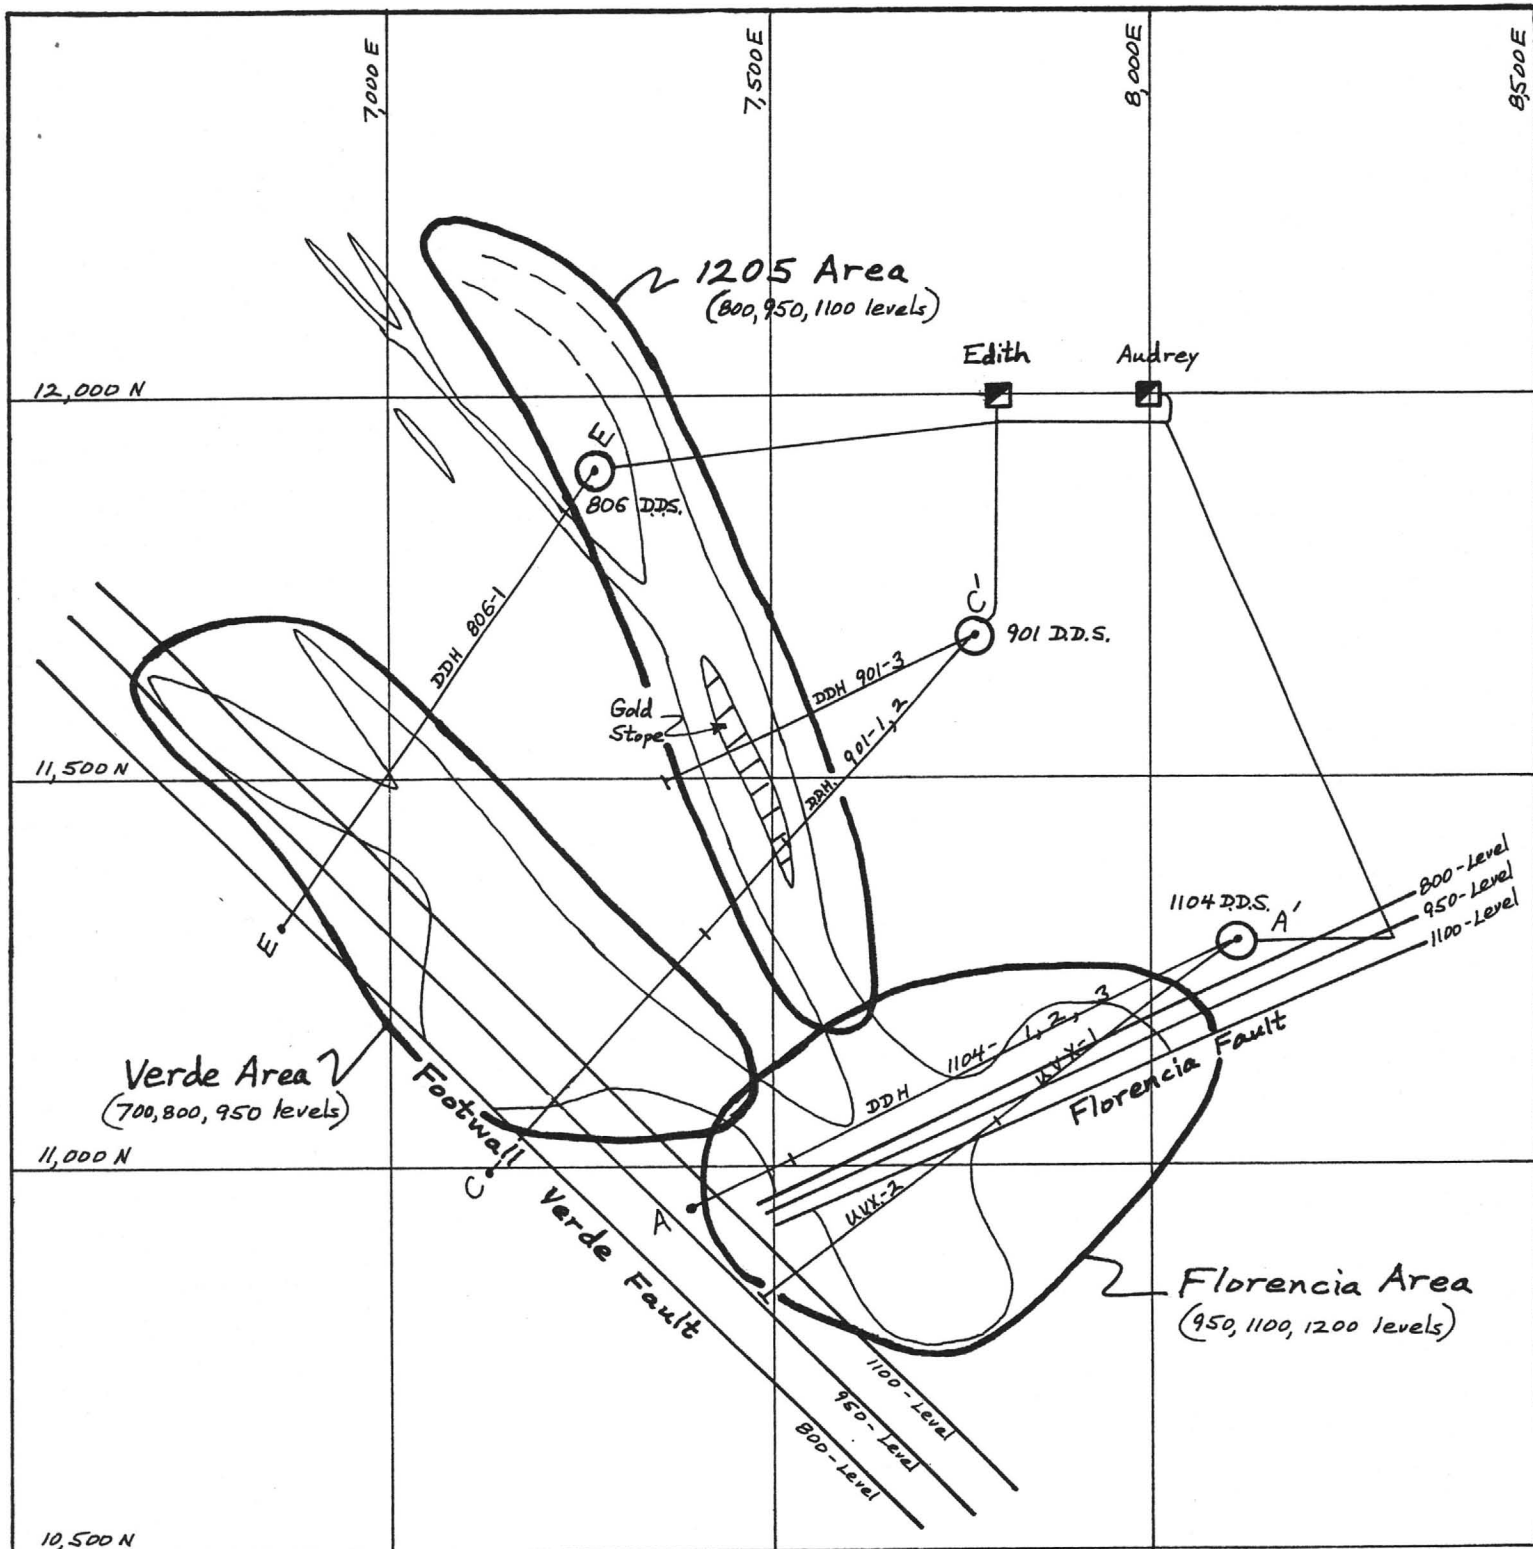 7,000 E
7,500 E
8,000 E
8,500 E
1205 Area
(800, 950, 1100 levels)
Edith
Audrey
12,000 N
E
806 D.D.S.
C'
901 D.D.S.
DDH 806-1
DDH 901-3
Gold
Stope
DDH. 901-1, 2
11,500 N
E
1104 D.D.S.
A'
800-Level
950-Level
1100-Level
DDH 1104-1, 2, 3
UVX-1
Florencia Fault
Verde Area
(700, 800, 950 levels)
Footwall
11,000 N
C
A
UVX-2
Verde Fault
Florencia Area
(950, 1100, 1200 levels)
1100-Level
950-Level
800-Level
10,500 N